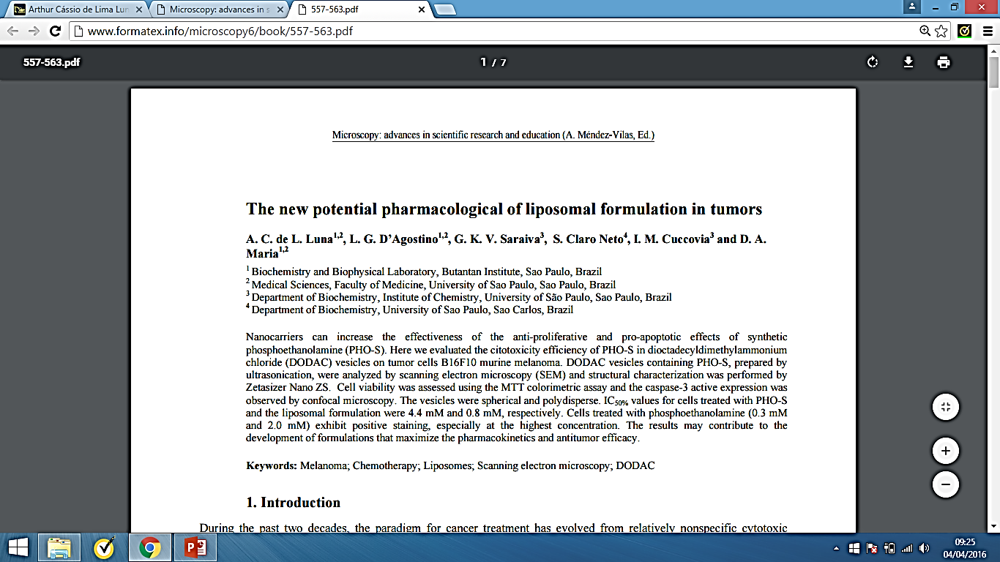 Arthur Cássio de Lima Lun
Microscopy: advances in s
557-563.pdf
www.formatex.info/microscopy6/book/557-563.pdf
557-563.pdf
1 / 7
Microscopy: advances in scientific research and education (A. Méndez-Vilas, Ed.)
The new potential pharmacological of liposomal formulation in tumors
A. C. de L. Luna1,2, L. G. D'Agostino1,2, G. K. V. Saraiva3, S. Claro Neto4, I. M. Cuccovia3 and D. A.
Maria1,2
1 Biochemistry and Biophysical Laboratory, Butantan Institute, Sao Paulo, Brazil
2 Medical Sciences, Faculty of Medicine, University of Sao Paulo, Sao Paulo, Brazil
3 Department of Biochemistry, Institute of Chemistry, University of São Paulo, Sao Paulo, Brazil
4 Department of Biochemistry, University of Sao Paulo, Sao Carlos, Brazil
Nanocarriers can increase the effectiveness of the anti-proliferative and pro-apoptotic effects of synthetic
phosphoethanolamine (PHO-S). Here we evaluated the citotoxicity efficiency of PHO-S in dioctadecyldimethylammonium
chloride (DODAC) vesicles on tumor cells B16F10 murine melanoma. DODAC vesicles containing PHO-S, prepared by
ultrasonication, were analyzed by scanning electron microscopy (SEM) and structural characterization was performed by
Zetasizer Nano ZS. Cell viability was assessed using the MTT colorimetric assay and the caspase-3 active expression was
observed by confocal microscopy. The vesicles were spherical and polydisperse. IC50% values for cells treated with PHO-S
and the liposomal formulation were 4.4 mM and 0.8 mM, respectively. Cells treated with phosphoethanolamine (0.3 mM
and 2.0 mM) exhibit positive staining, especially at the highest concentration. The results may contribute to the
development of formulations that maximize the pharmacokinetics and antitumor efficacy.
Keywords: Melanoma; Chemotherapy; Liposomes; Scanning electron microscopy; DODAC
1. Introduction
During the past two decades, the paradigm for cancer treatment has evolved from relatively nonspecific cytotoxic
09:25
04/04/2016